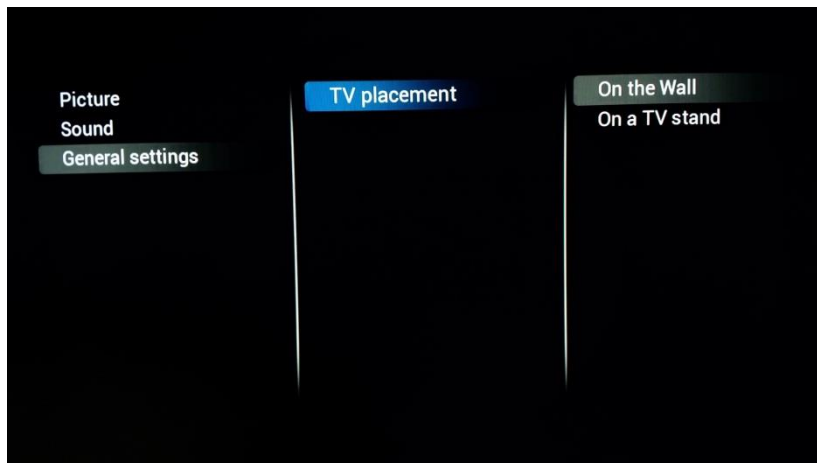 Picture
Sound
General settings
TV placement
On the Wall
On a TV stand